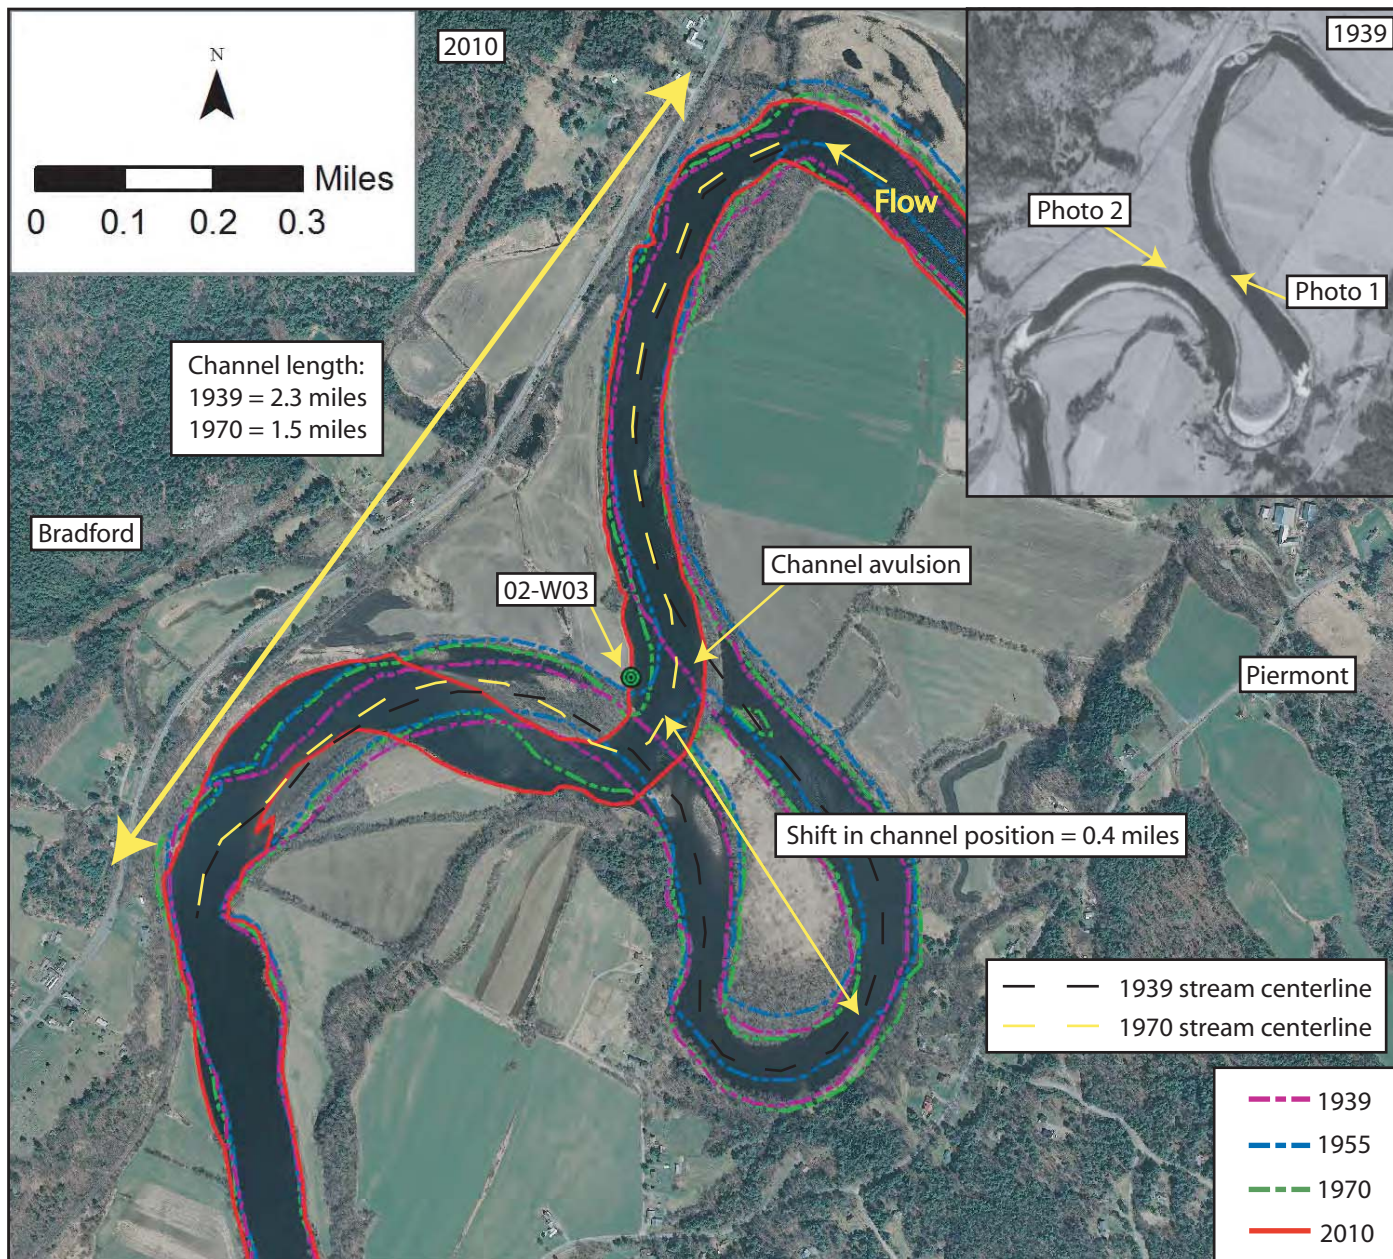 2010
1939
N
Miles
0 0.1 0.2 0.3
Flow
Photo 2
Photo 1
Channel length:
1939 = 2.3 miles
1970 = 1.5 miles
Bradford
Channel avulsion
02-W03
Piermont
Shift in channel position = 0.4 miles
1939 stream centerline
1970 stream centerline
1939
1955
1970
2010